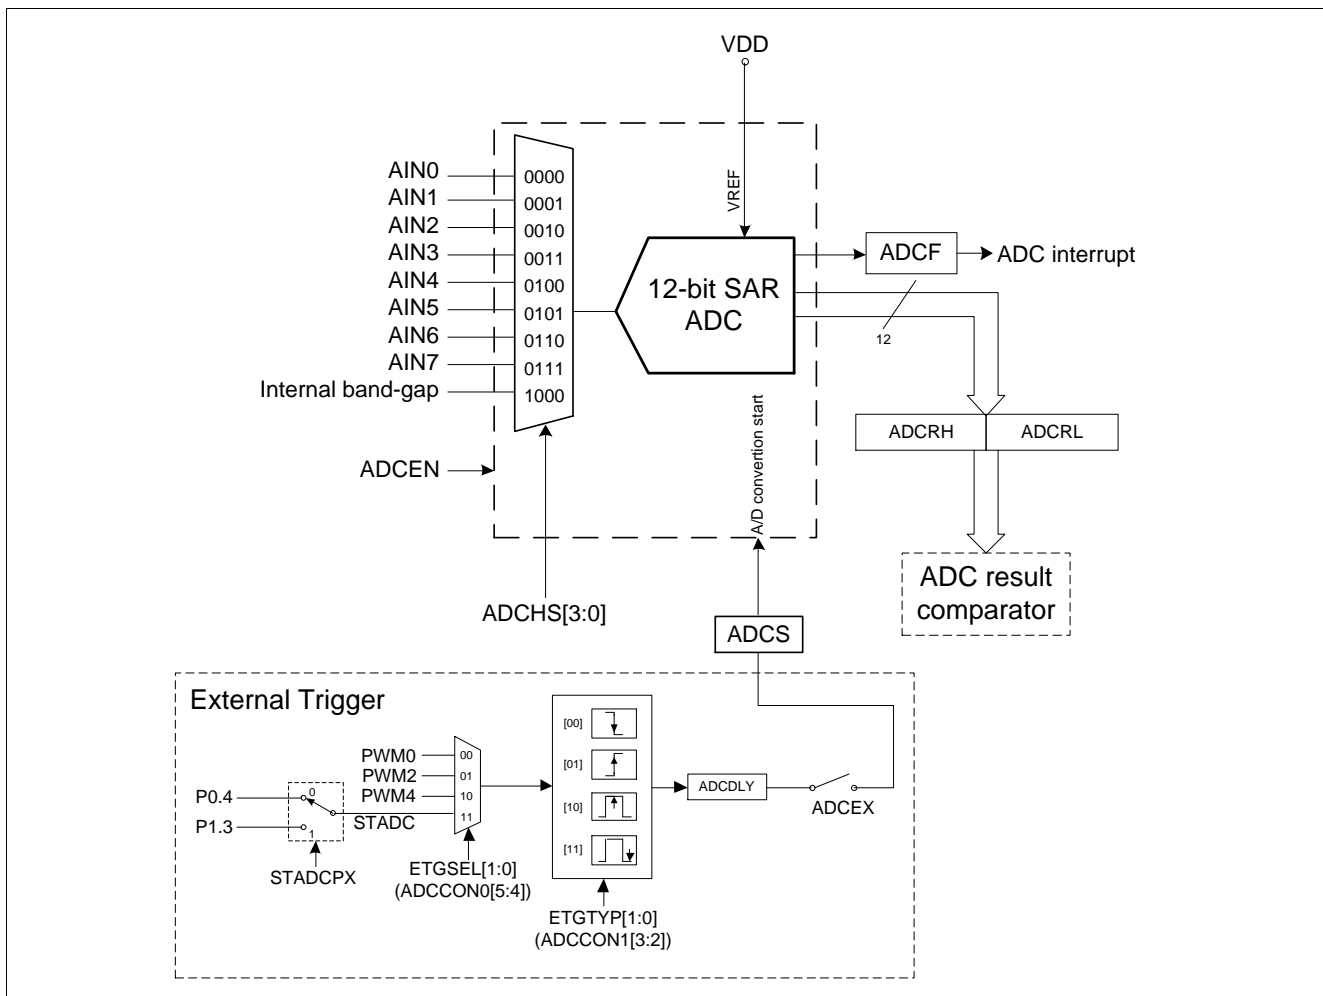 VDD
VREF
AIN0
AIN1
AIN2
AIN3
AIN4
AIN5
AIN6
AIN7
Internal band-gap
0000
0001
0010
0011
0100
0101
0110
0111
1000
ADCEN
ADCHS[3:0]
12-bit SAR
ADC
ADCF
ADC interrupt
12
ADCRH
ADCRL
ADC result
comparator
A/D convertion start
ADCS
External Trigger
P0.4
P1.3
0
1
STADCPX
PWM0
PWM2
PWM4
STADC
00
01
10
11
ETGSEL[1:0]
(ADCCON0[5:4])
[00]
[01]
[10]
[11]
ETGTYP[1:0]
(ADCCON1[3:2])
ADCDLY
ADCEX